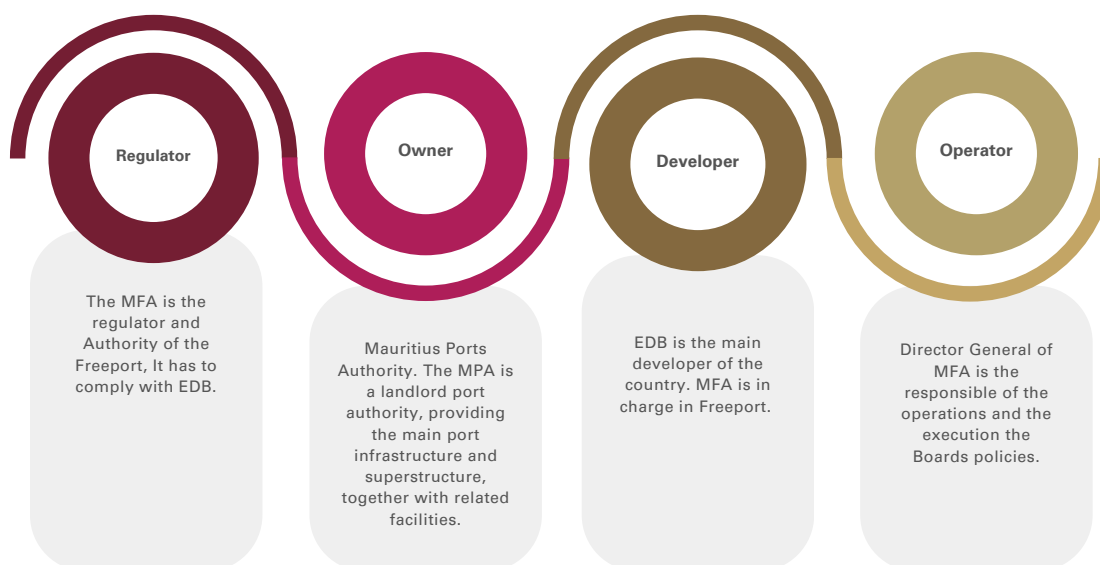 Regulator
The MFA is the
regulator and
Authority of the
Freeport, It has to
comply with EDB.
Owner
Mauritius Ports
Authority. The MPA is
a landlord port
authority, providing
the main port
infrastructure and
superstructure,
together with related
facilities.
Developer
EDB is the main
developer of the
country. MFA is in
charge in Freeport.
Operator
Director General of
MFA is the
responsible of the
operations and the
execution the
Boards policies.